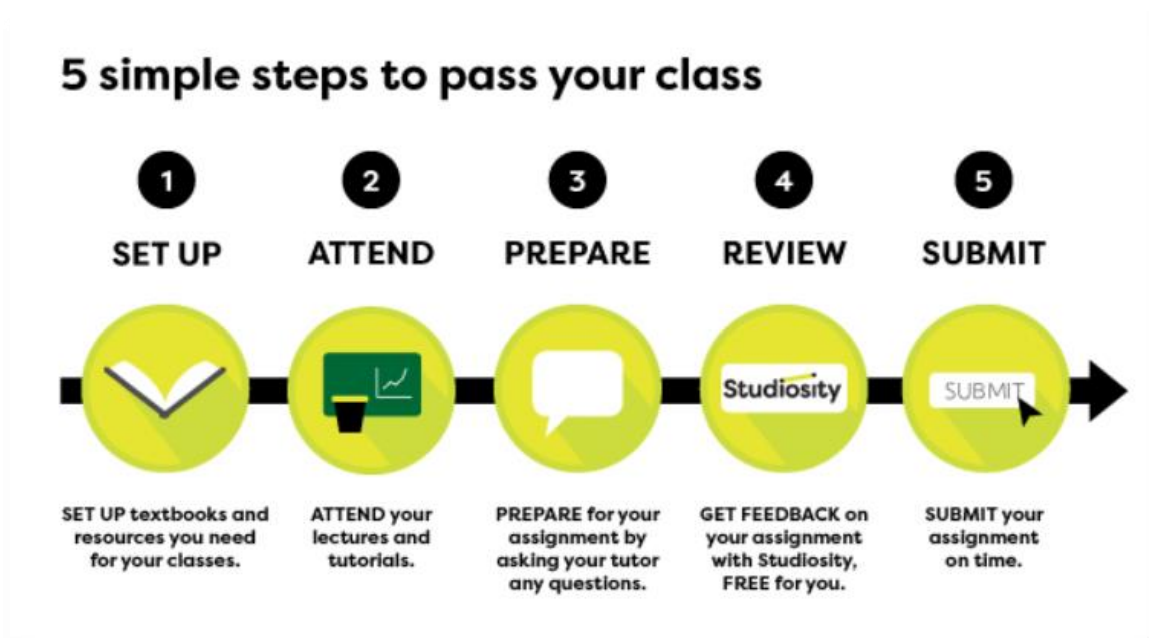 5 simple steps to pass your class
1
2
3
4
5
SET UP
ATTEND
PREPARE
REVIEW
SUBMIT
Studiosity
SUBMIT
SET UP textbooks and
resources you need
for your classes.
ATTEND your
lectures and
tutorials.
PREPARE for your
assignment by
asking your tutor
any questions.
GET FEEDBACK on
your assignment
with Studiosity,
FREE for you.
SUBMIT your
assignment
on time.